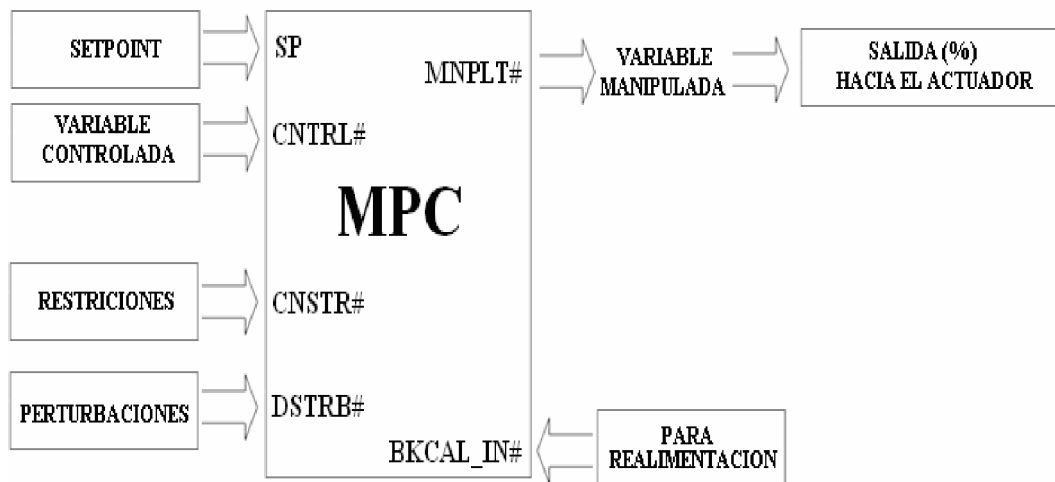 SETPOINT
SP
MNPLT#
VARIABLE
MANIPULADA
SALIDA (%)
HACIA EL ACTUADOR
VARIABLE
CONTROLADA
CNTRL#
MPC
RESTRICIONES
CNSTR#
PERTURBACIONES
DSTRB#
BKCAL_IN#
PARA
REALIMENTACION